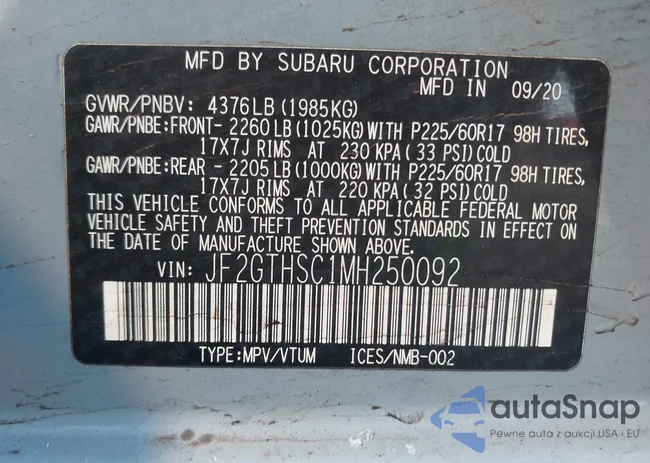 MFD BY SUBARU CORPORATION
MFD IN 09/20
GVWR/PNBV: 4376LB (1985KG)
GAWR/PNBE:FRONT- 2260 LB (1025KG) WITH P225/60R17 98H TIRES,
17X7J RIMS AT 230 KPA ( 33 PSI) COLD
GAWR/PNBE:REAR - 2205 LB (1000KG) WITH P225/60R17 98H TIRES,
17X7J RIMS AT 220 KPA ( 32 PSI) COLD
THIS VEHICLE CONFORMS TO ALL APPLICABLE FEDERAL MOTOR
VEHICLE SAFETY AND THEFT PREVENTION STANDARDS IN EFFECT ON
THE DATE OF MANUFACTURE SHOWN ABOVE.
VIN: JF2GTHSC1MH250092
TYPE:MPV/VTUM ICES/NMB-002
autaSnap
Pewne auta z aukcji USA i EU